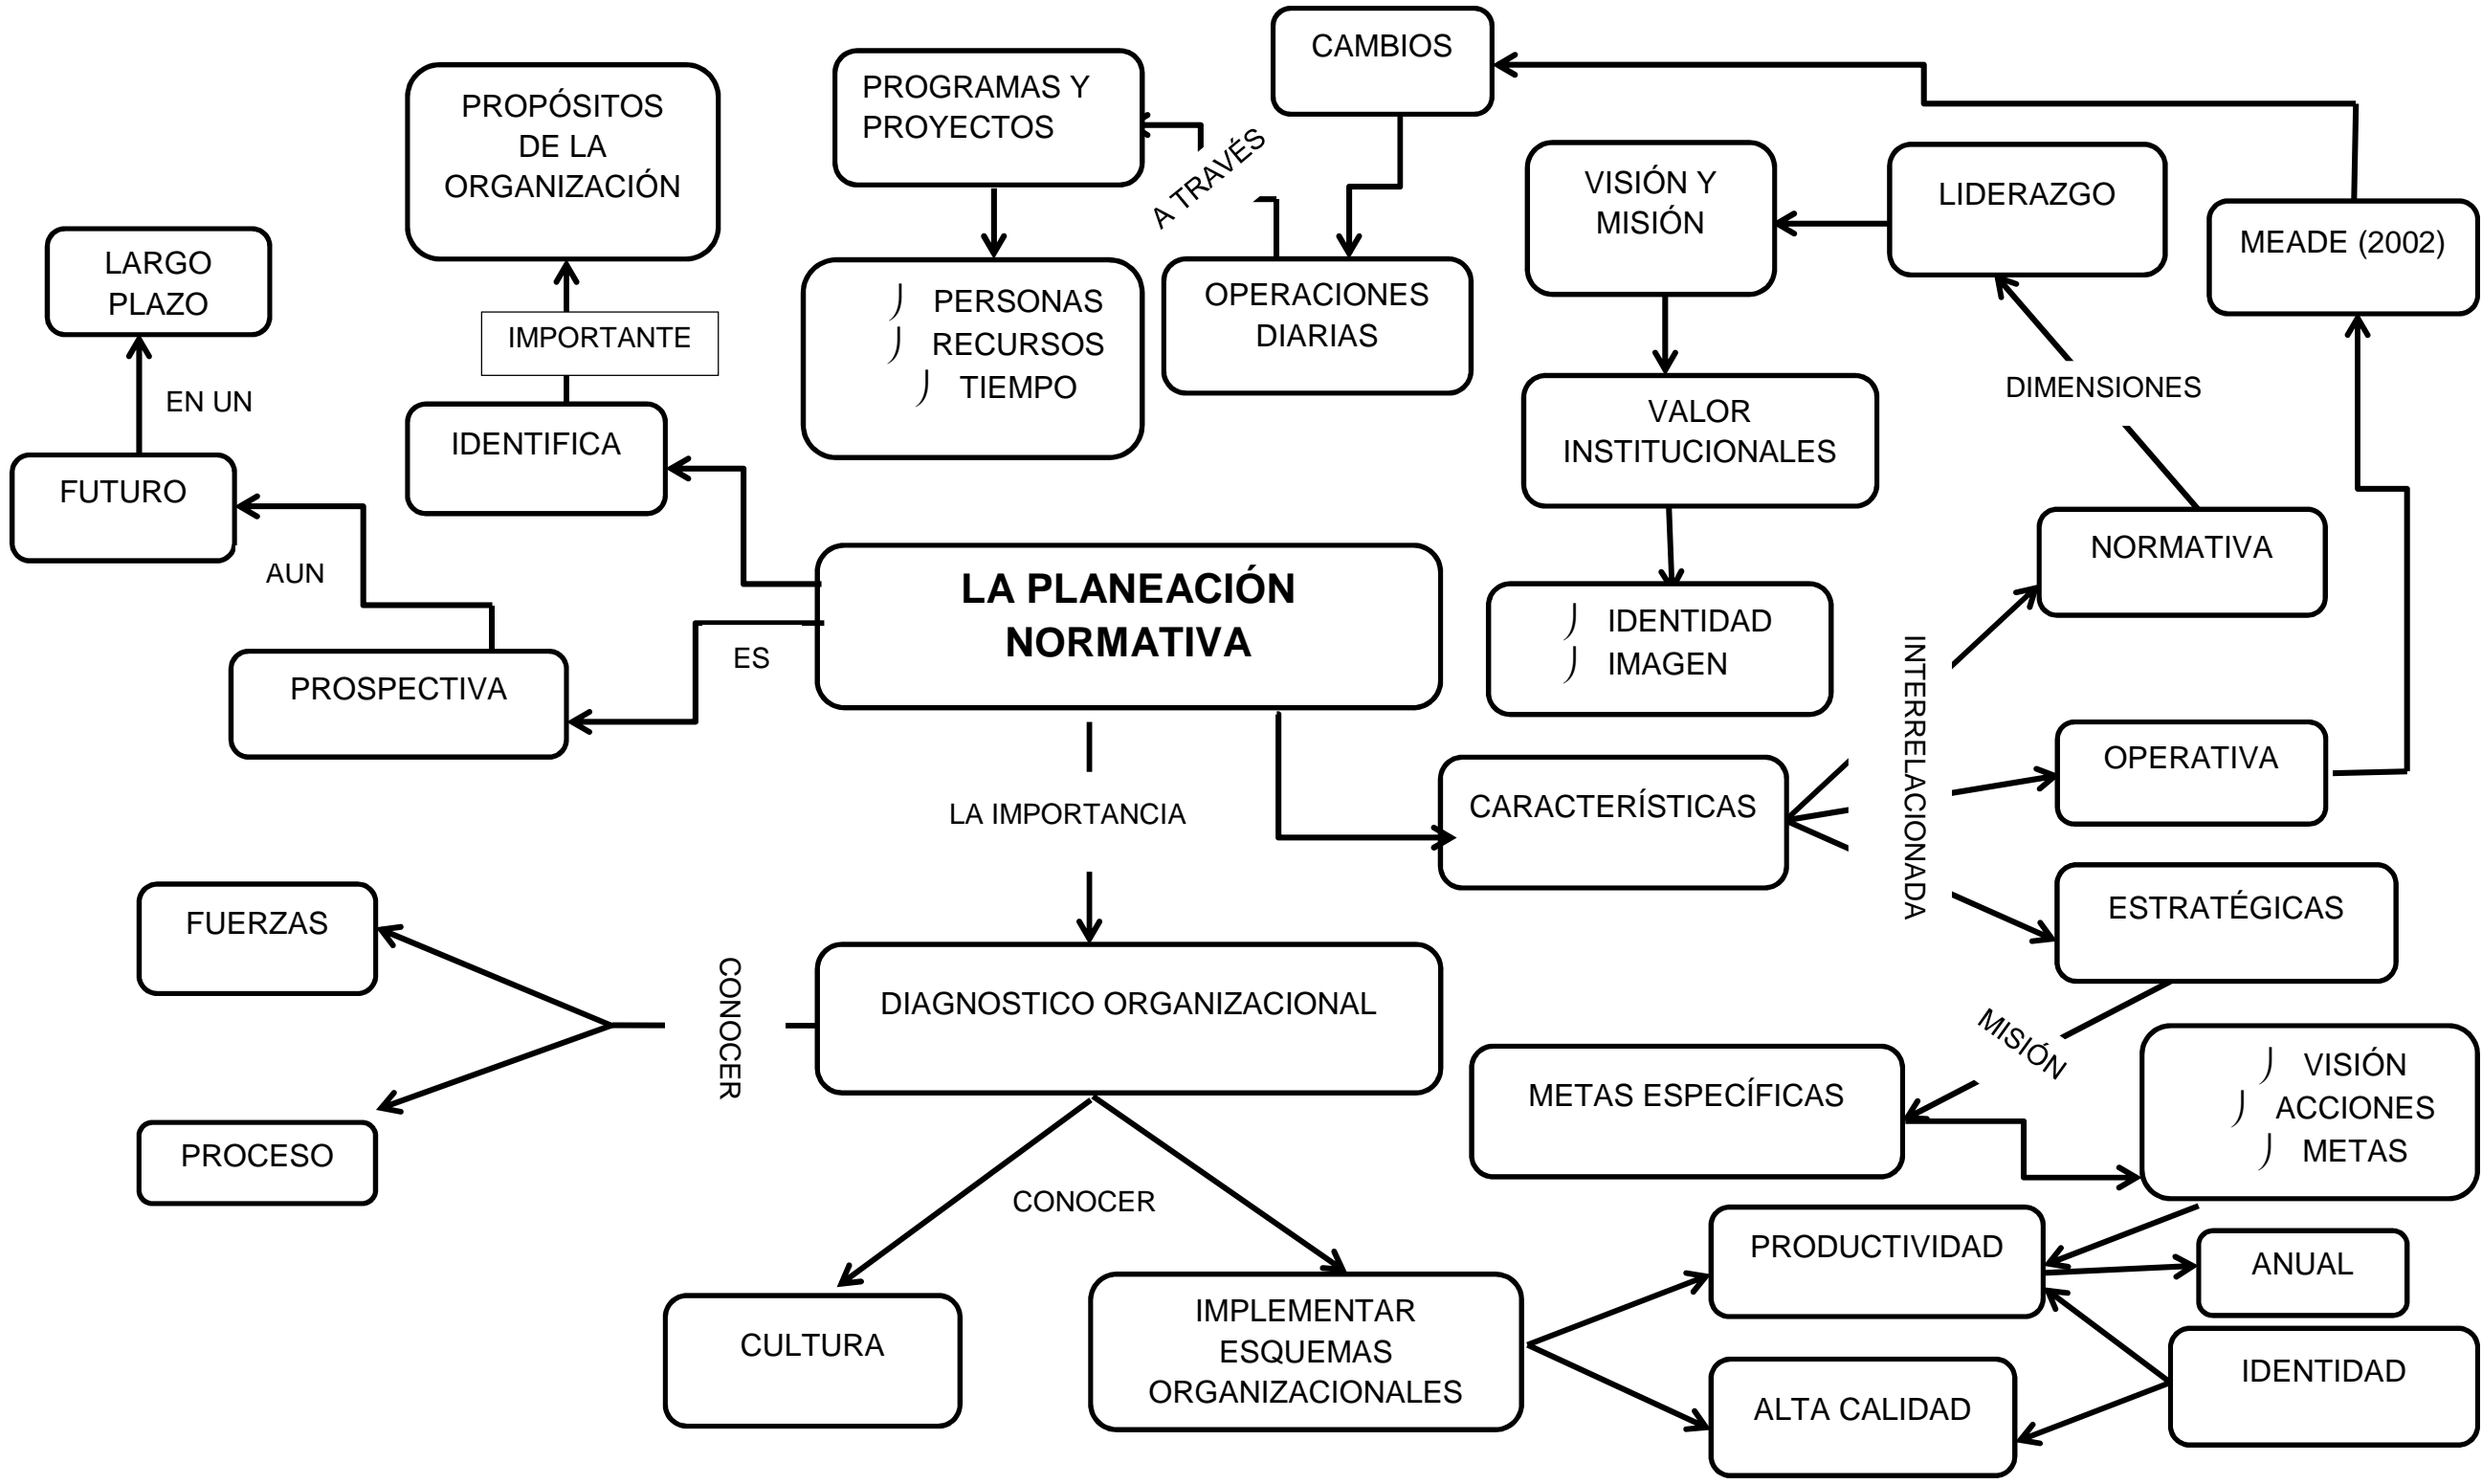 CAMBIOS
PROGRAMAS Y
PROYECTOS
PROPÓSITOS
DE LA
ORGANIZACIÓN
A TRAVÉS
VISIÓN Y
MISIÓN
LIDERAZGO
MEADE (2002)
LARGO
PLAZO
PERSONAS
RECURSOS
TIEMPO
OPERACIONES
DIARIAS
IMPORTANTE
EN UN
IDENTIFICA
VALOR
INSTITUCIONALES
DIMENSIONES
FUTURO
AUN
LA PLANEACIÓN
NORMATIVA
NORMATIVA
IDENTIDAD
IMAGEN
ES
PROSPECTIVA
INTERRELACIONADA
OPERATIVA
LA IMPORTANCIA
CARACTERÍSTICAS
ESTRATÉGICAS
FUERZAS
CONOCER
DIAGNOSTICO ORGANIZACIONAL
MISIÓN
METAS ESPECÍFICAS
VISIÓN
ACCIONES
METAS
PROCESO
CONOCER
PRODUCTIVIDAD
ANUAL
CULTURA
IMPLEMENTAR
ESQUEMAS
ORGANIZACIONALES
ALTA CALIDAD
IDENTIDAD